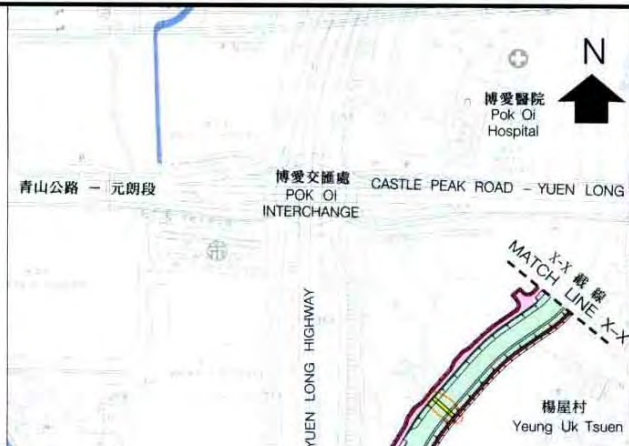 N
博愛醫院
Pok Oi
Hospital
青山公路 － 元朗段
博愛交匯處
POK OI
INTERCHANGE
CASTLE PEAK ROAD - YUEN LONG
X-X 截線
MATCH LINE X-X
YUEN LONG HIGHWAY
楊屋村
Yeung Uk Tsuen